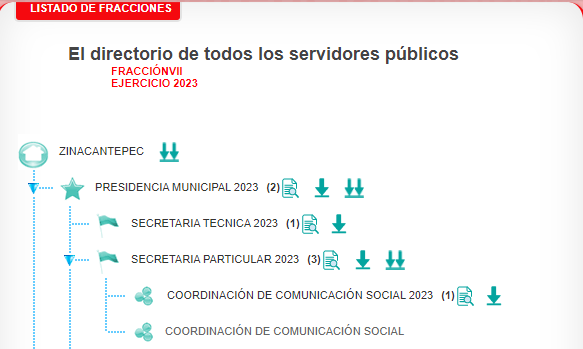 LISTADO DE FRACCIONES
El directorio de todos los servidores públicos
FRACCIÓNVII
EJERCICIO 2023
ZINACANTEPEC
PRESIDENCIA MUNICIPAL 2023 (2)
SECRETARIA TECNICA 2023 (1)
SECRETARIA PARTICULAR 2023 (3)
COORDINACIÓN DE COMUNICACIÓN SOCIAL 2023 (1)
COORDINACIÓN DE COMUNICACIÓN SOCIAL